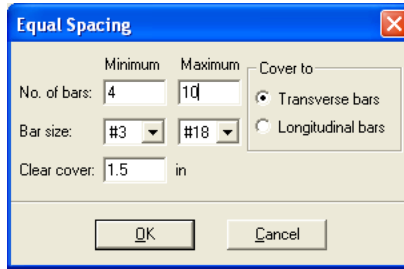 Equal Spacing
Minimum Maximum Cover to
No. of bars: 4 10 Transverse bars
Bar size: #3 #18 Longitudinal bars
Clear cover: 1.5 in
OK Cancel